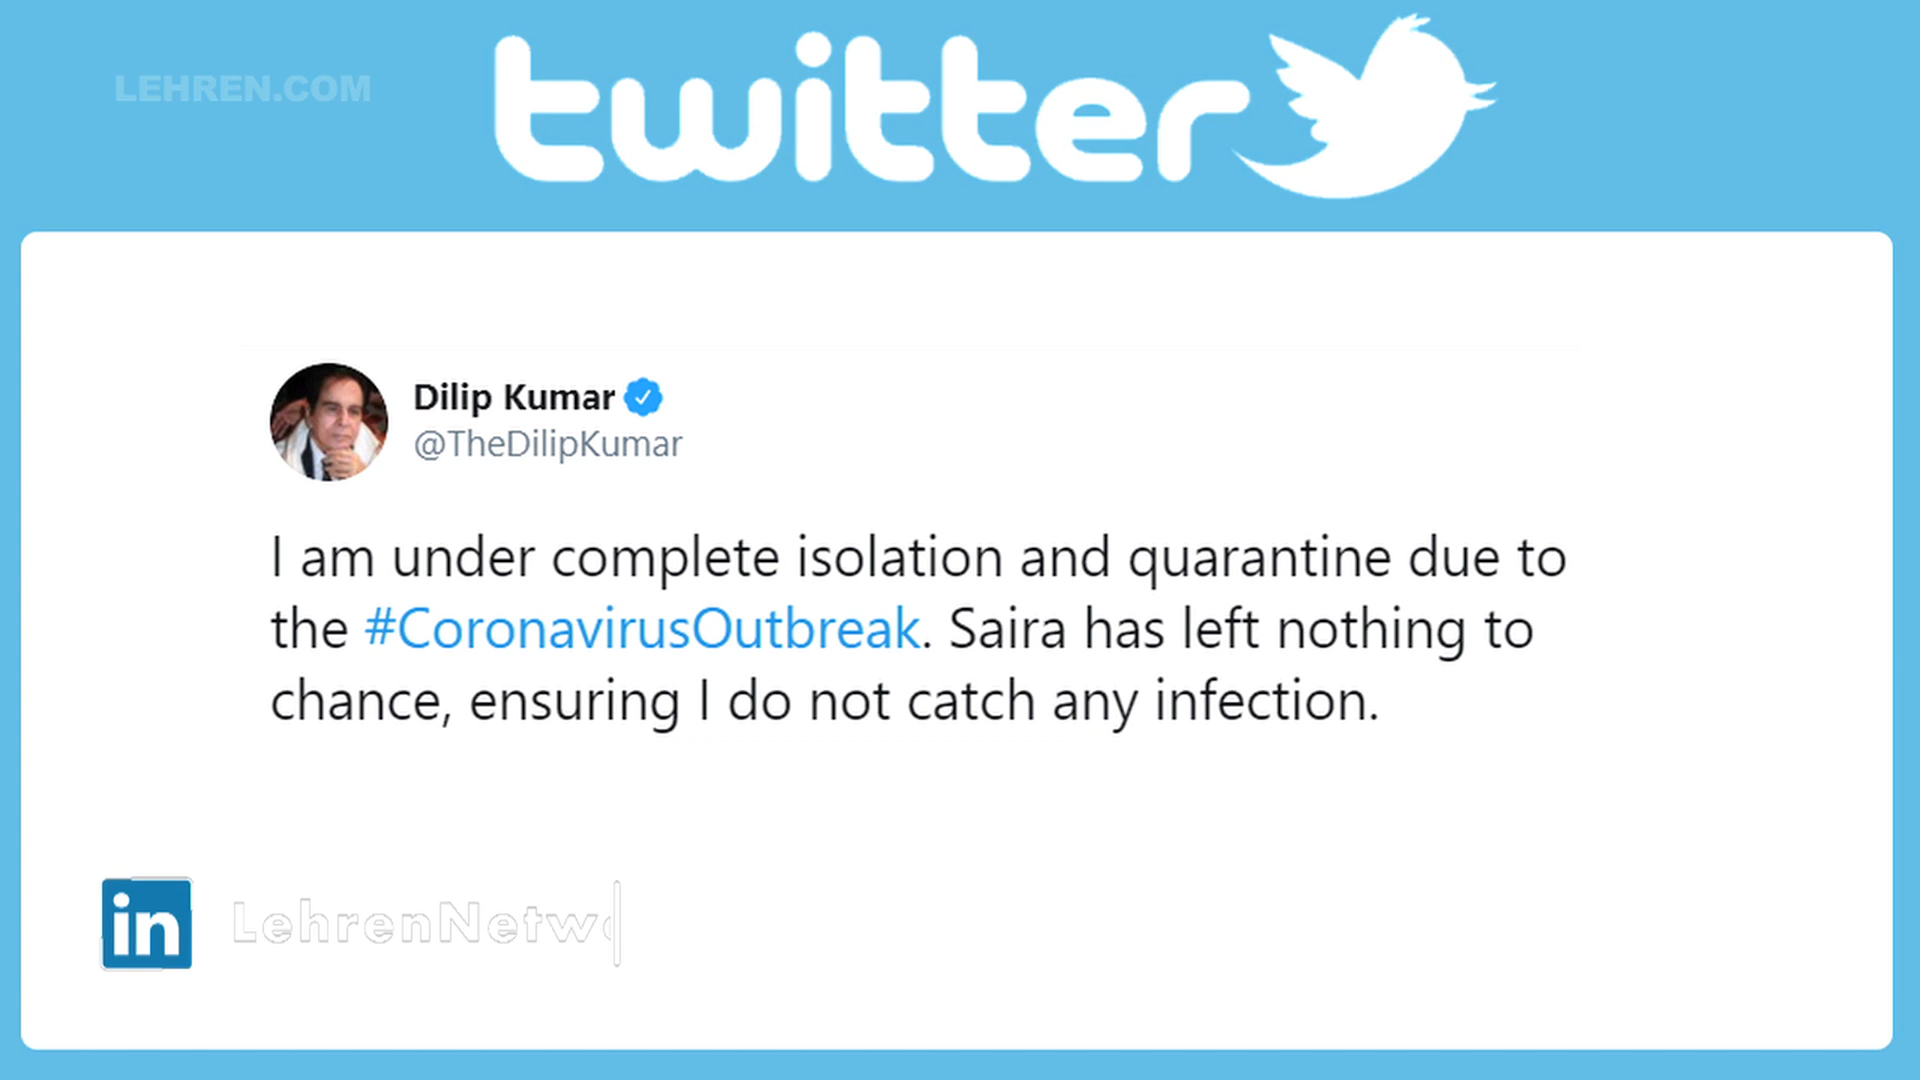 LEHREN.COM
twitter
Dilip Kumar
@TheDilipKumar
I am under complete isolation and quarantine due to
the #CoronavirusOutbreak. Saira has left nothing to
chance, ensuring I do not catch any infection.
in LehrenNetw